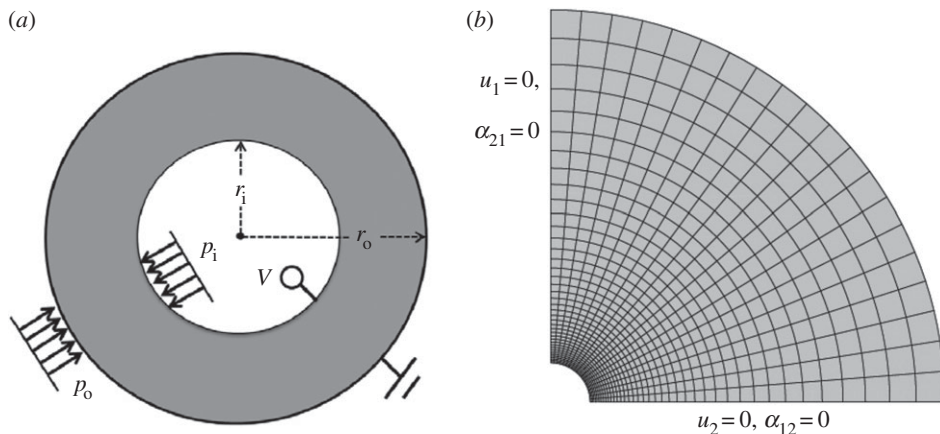 (a)
r_i
r_o
p_i
V
p_o
(b)
u_1 = 0,
α_21 = 0
u_2 = 0, α_12 = 0